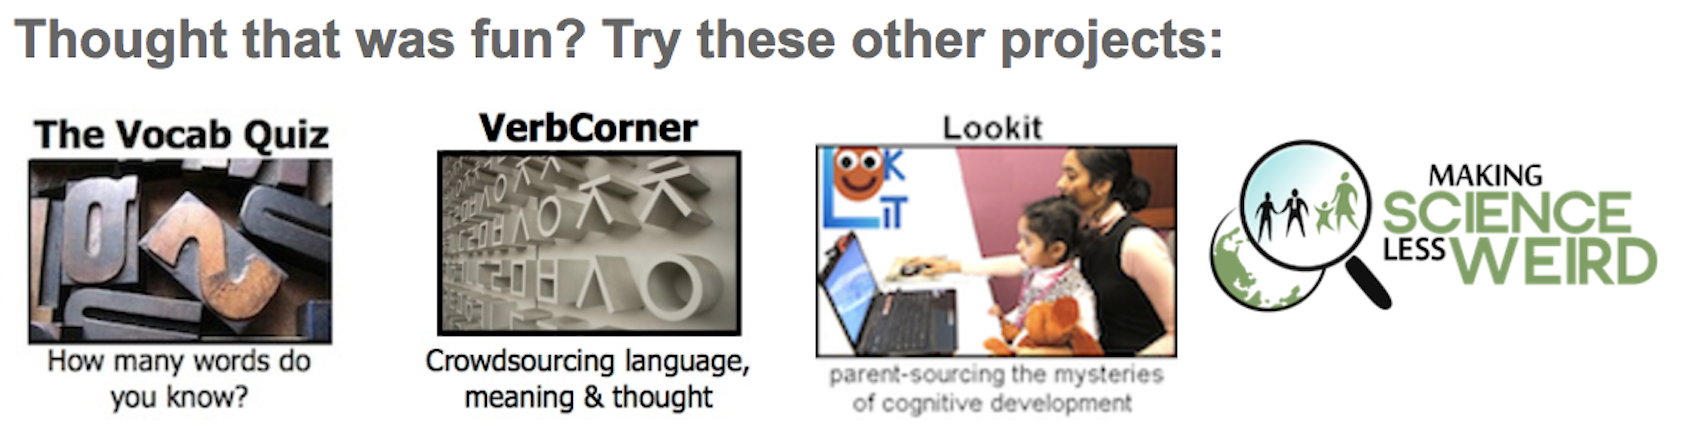 Thought that was fun? Try these other projects:
The Vocab Quiz
How many words do
you know?
VerbCorner
Crowdsourcing language,
meaning & thought
Lookit
L OK
iT
parent-sourcing the mysteries
of cognitive development
MAKING
SCIENCE
LESS WEIRD